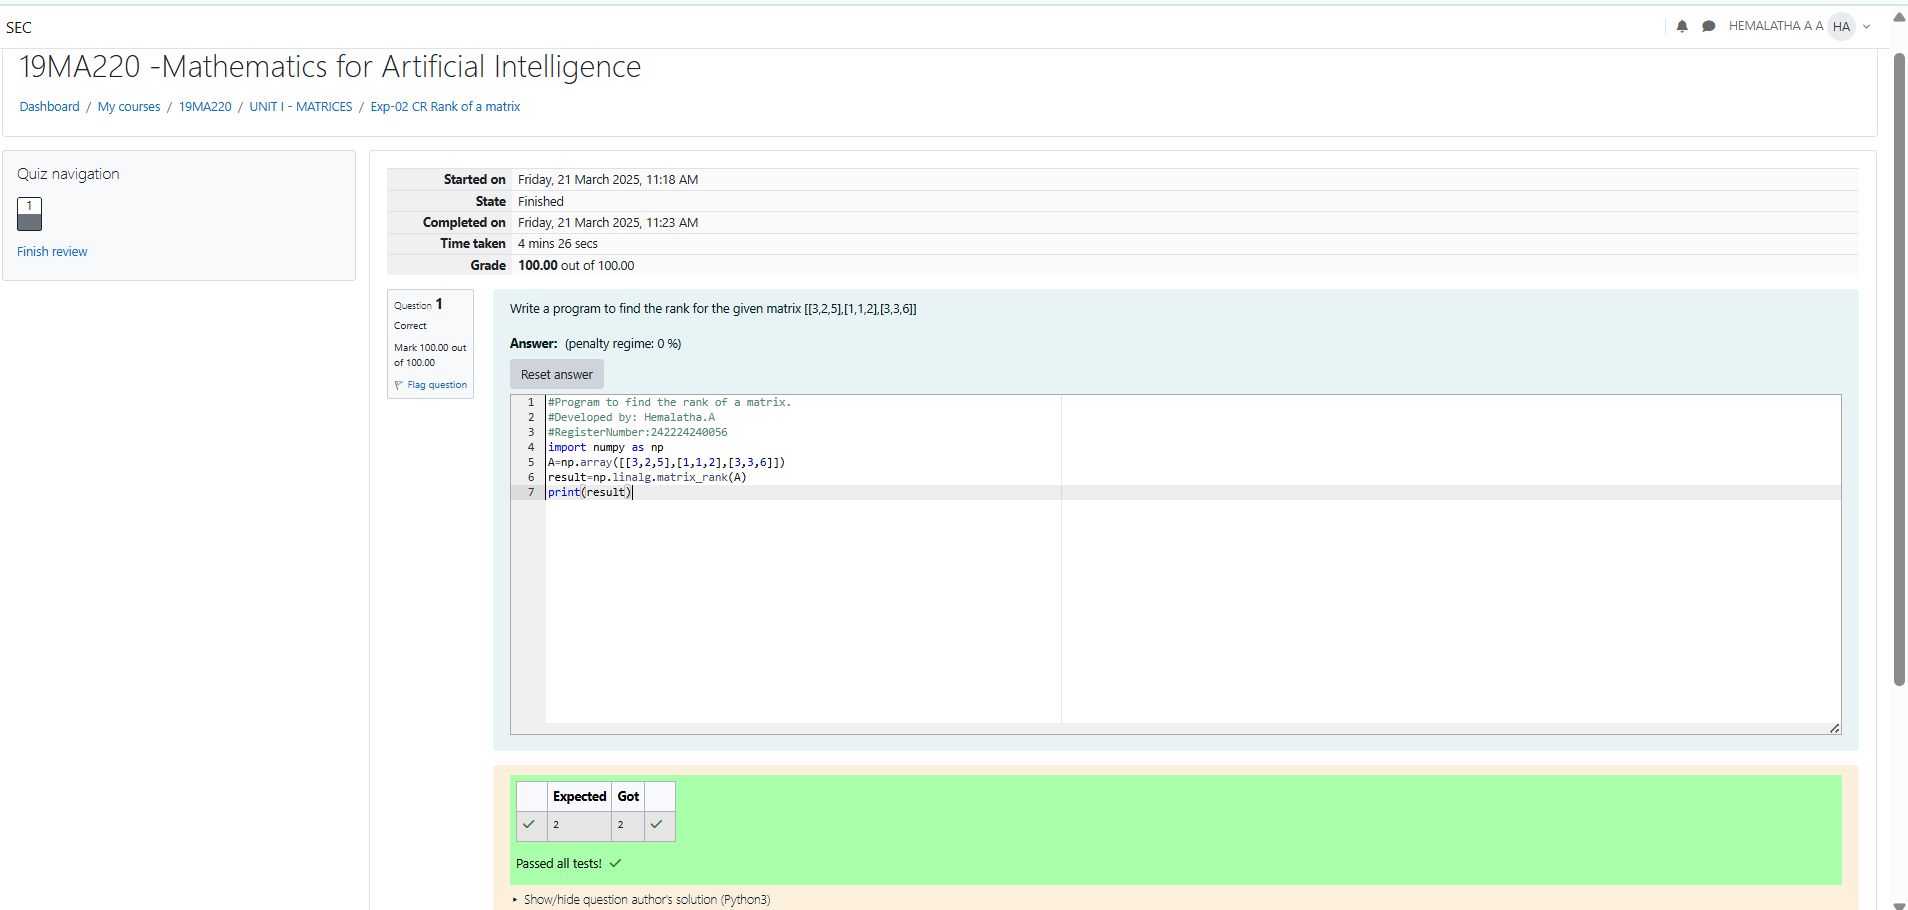 SEC
HEMALATHA A A HA
19MA220 -Mathematics for Artificial Intelligence
Dashboard / My courses / 19MA220 / UNIT I - MATRICES / Exp-02 CR Rank of a matrix
Quiz navigation
1
Finish review
Started on Friday, 21 March 2025, 11:18 AM
State Finished
Completed on Friday, 21 March 2025, 11:23 AM
Time taken 4 mins 26 secs
Grade 100.00 out of 100.00
Question 1
Correct
Mark 100.00 out
of 100.00
Flag question
Write a program to find the rank for the given matrix [[3,2,5],[1,1,2],[3,3,6]]
Answer: (penalty regime: 0 %)
Reset answer
1 #Program to find the rank of a matrix.
2 #Developed by: Hemalatha.A
3 #RegisterNumber:242224240056
4 import numpy as np
5 A=np.array([[3,2,5],[1,1,2],[3,3,6]])
6 result=np.linalg.matrix_rank(A)
7 print(result)
Expected Got
2 2
Passed all tests!
Show/hide question author's solution (Python3)